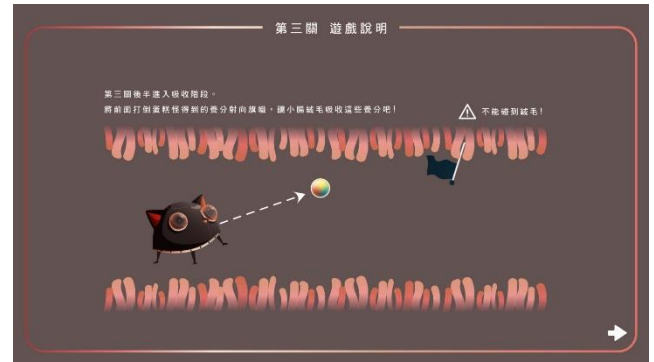 第三關 遊戲說明
第三關後半進入吸收階段。
將前面打倒蛋糕怪得到的養分射向旗幟，讓小腸絨毛吸收這些養分吧！
不能碰到絨毛！